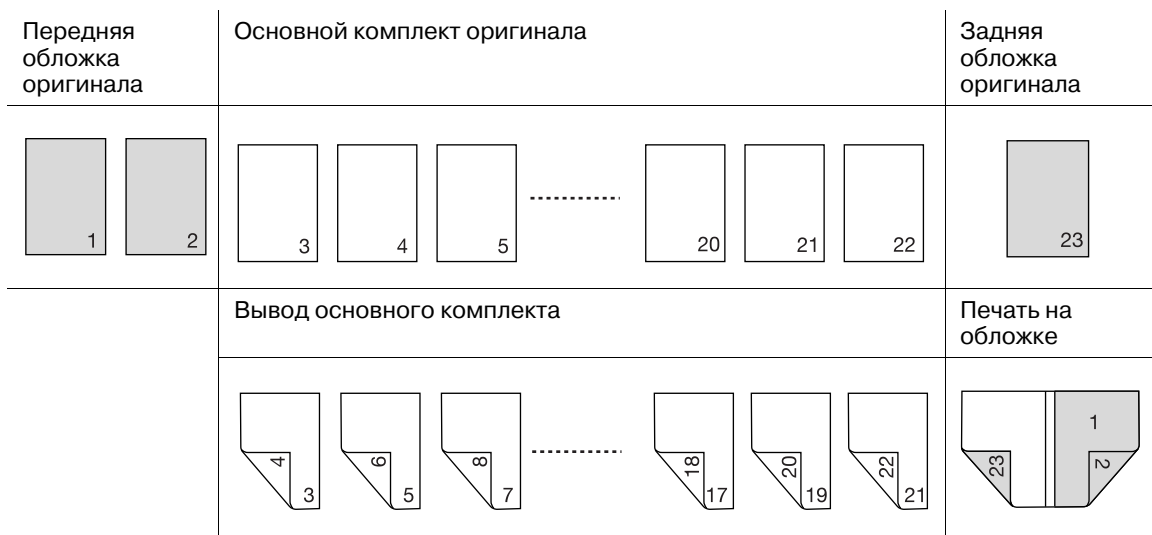 Передняя
обложка
оригинала
Основной комплект оригинала
Задняя
обложка
оригинала
1 2 3 4 5 20 21 22 23
Вывод основного комплекта
Печать на
обложке
4 3 6 5 8 7 18 17 20 19 22 21 23 1 2